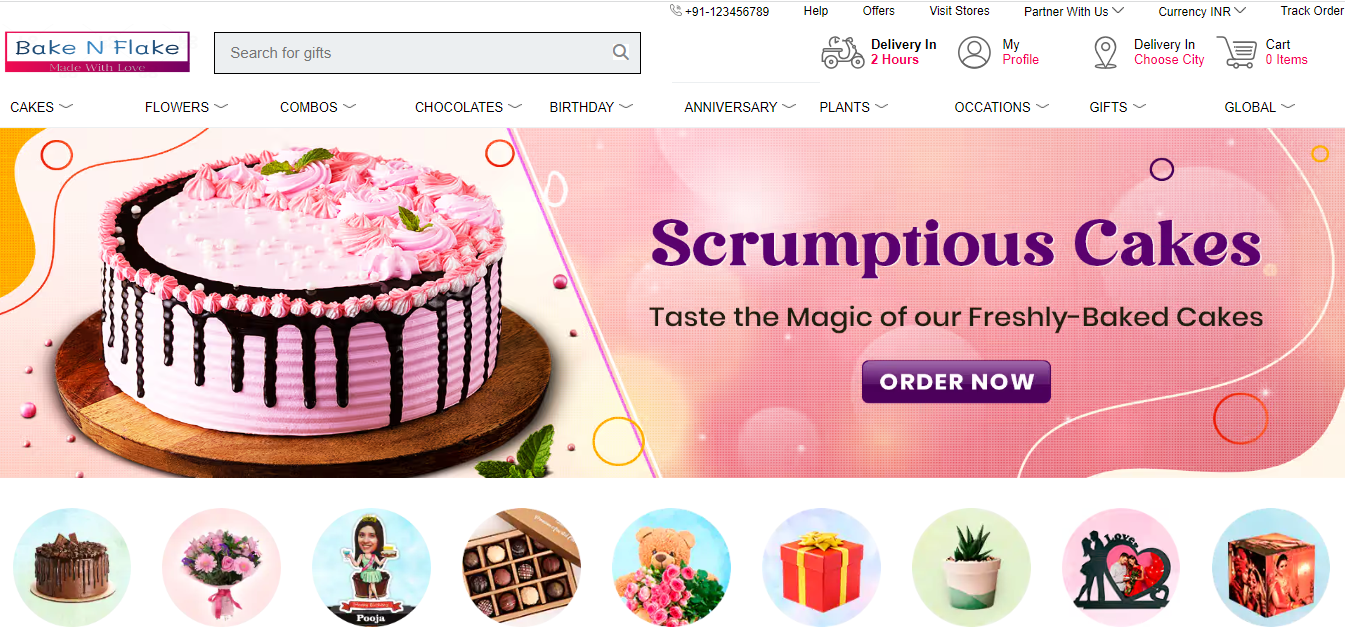 +91-123456789 Help Offers Visit Stores Partner With Us Currency INR Track Order
Bake N Flake
Made With Love
Search for gifts
Delivery In
2 Hours
My
Profile
Delivery In
Choose City
Cart
0 Items
CAKES FLOWERS COMBOS CHOCOLATES BIRTHDAY ANNIVERSARY PLANTS OCCATIONS GIFTS GLOBAL
Scrumptious Cakes
Taste the Magic of our Freshly-Baked Cakes
ORDER NOW
Happy Birthday
Pooja
Love